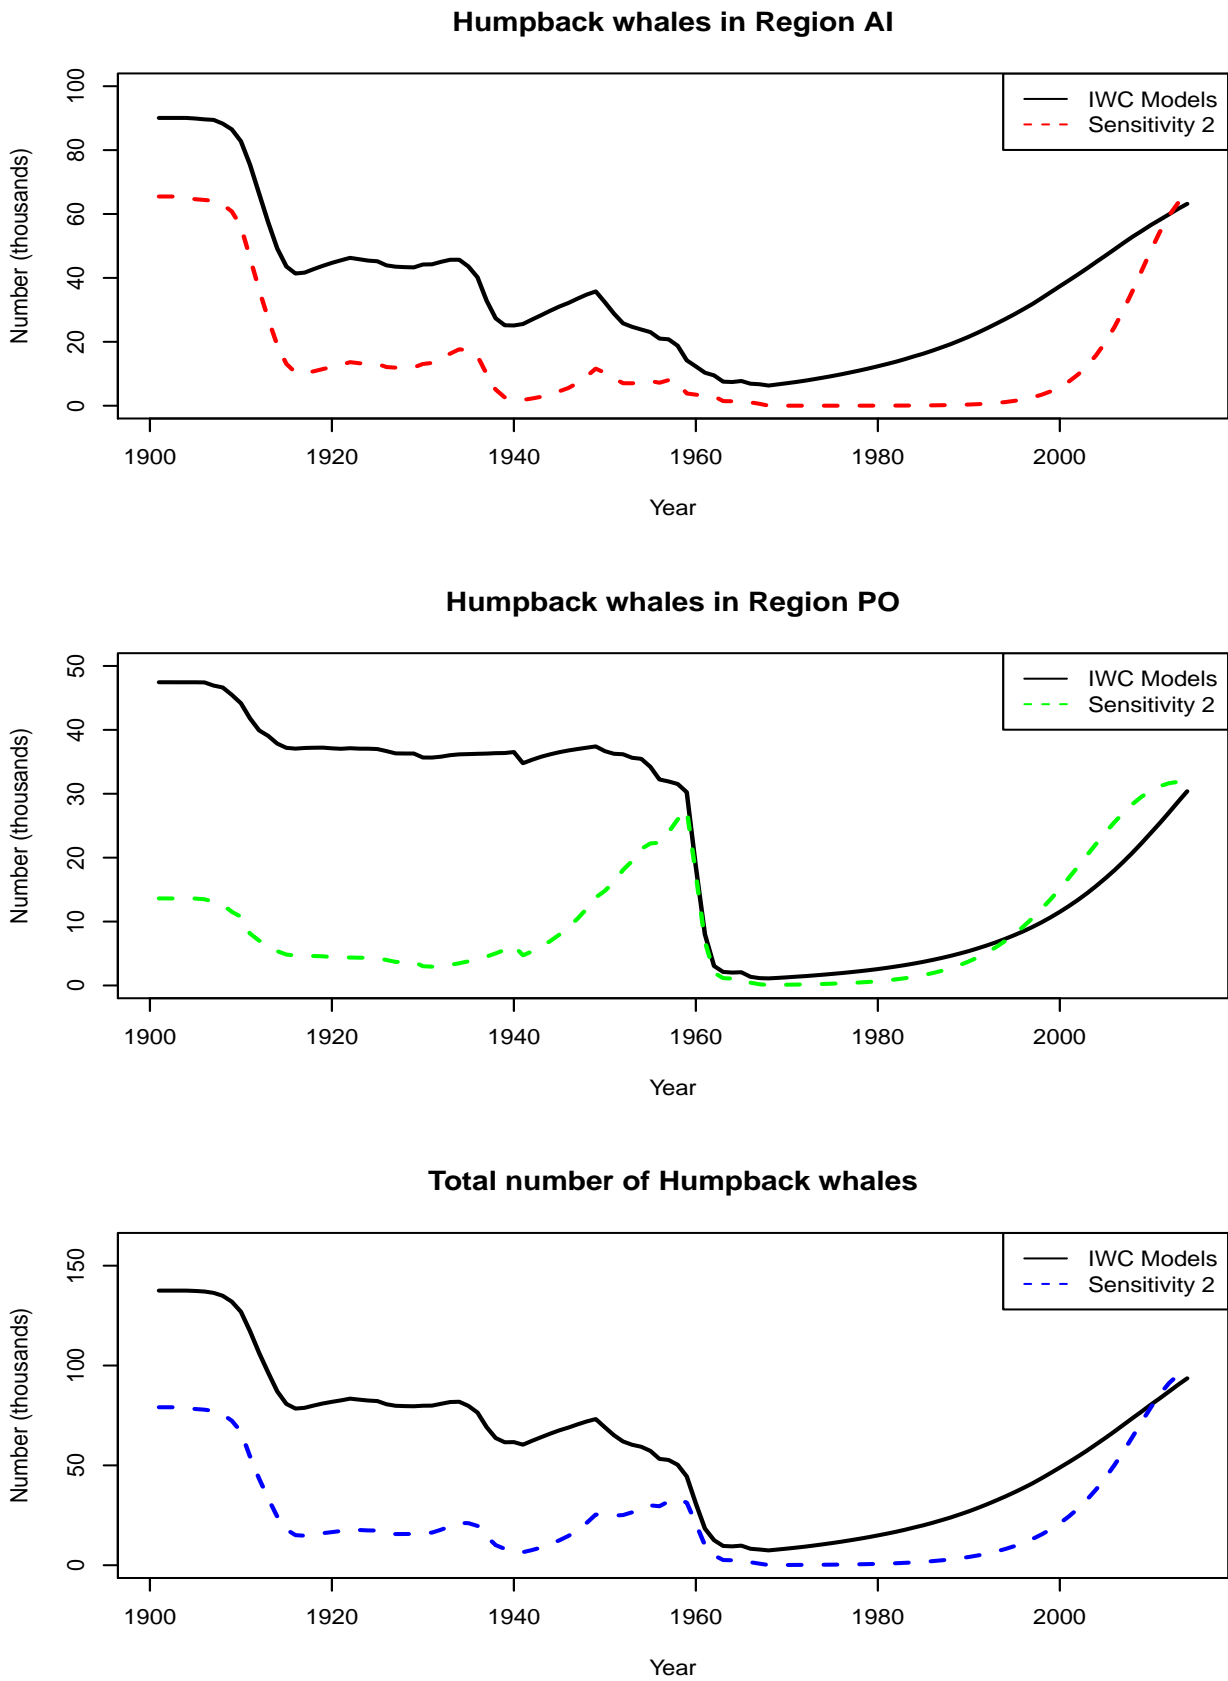 Humpback whales in Region AI
Number (thousands)
100
80
60
40
20
0
IWC Models
Sensitivity 2
1900 1920 1940 1960 1980 2000
Year
Humpback whales in Region PO
Number (thousands)
50
40
30
20
10
0
IWC Models
Sensitivity 2
1900 1920 1940 1960 1980 2000
Year
Total number of Humpback whales
Number (thousands)
150
100
50
0
IWC Models
Sensitivity 2
1900 1920 1940 1960 1980 2000
Year